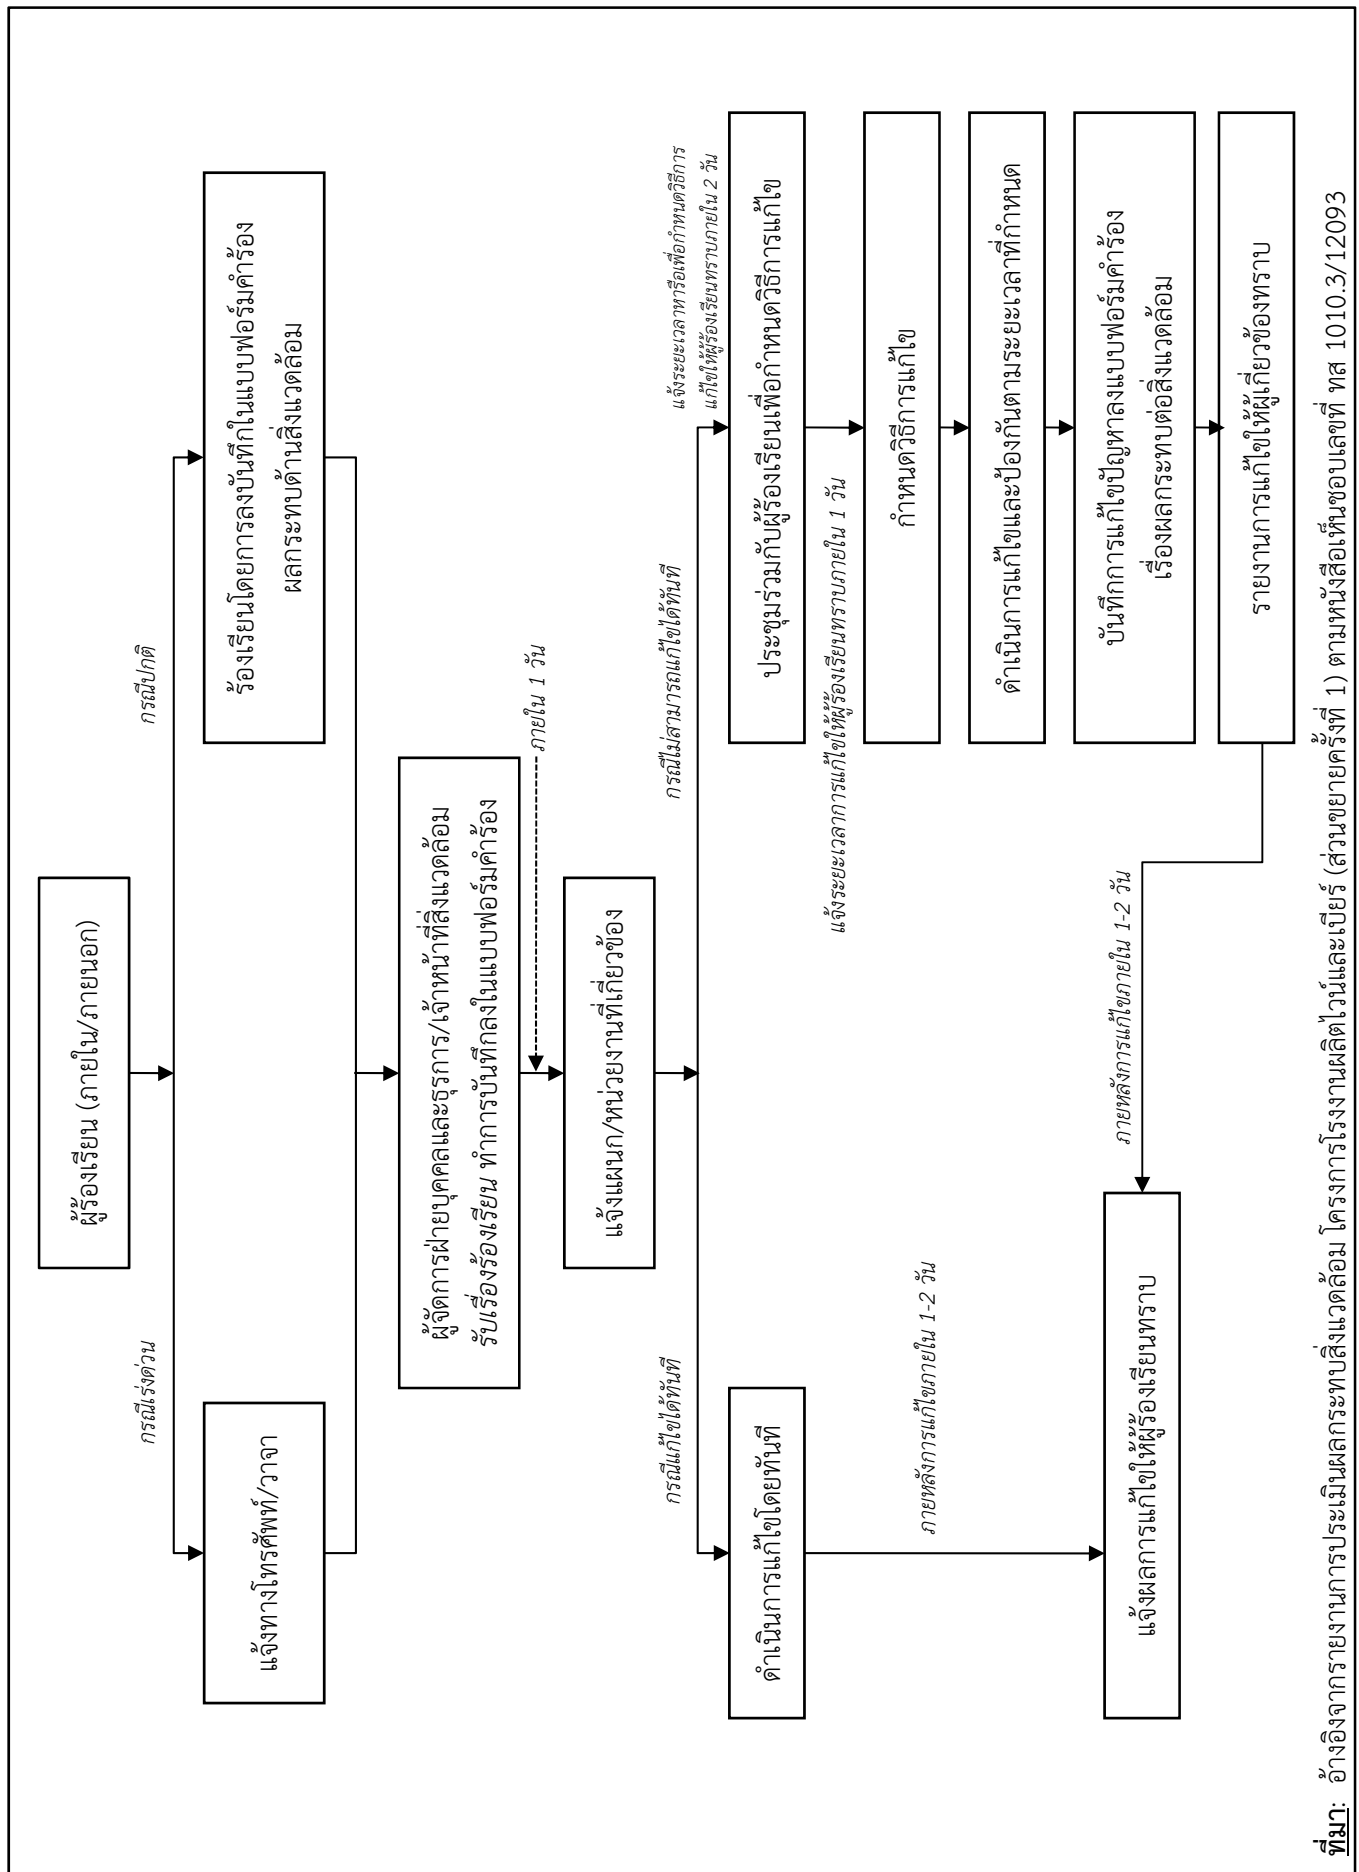 ผู้ร้องเรียน (ภายใน/ภายนอก)
กรณีเร่งด่วน
กรณีปกติ
แจ้งทางโทรศัพท์/วาจา
ร้องเรียนโดยการลงบันทึกในแบบฟอร์มคำร้อง
ผลกระทบด้านสิ่งแวดล้อม
ผู้จัดการฝ่ายบุคคลและธุรการ/เจ้าหน้าที่สิ่งแวดล้อม
รับเรื่องร้องเรียน ทำการบันทึกลงในแบบฟอร์มคำร้อง
ภายใน 1 วัน
แจ้งแผนก/หน่วยงานที่เกี่ยวข้อง
กรณีแก้ไขได้ทันที
กรณีไม่สามารถแก้ไขได้ทันที
แจ้งระยะเวลาหารือเพื่อกำหนดวิธีการ
แก้ไขให้ผู้ร้องเรียนทราบภายใน 2 วัน
ดำเนินการแก้ไขโดยทันที
ประชุมร่วมกับผู้ร้องเรียนเพื่อกำหนดวิธีการแก้ไข
แจ้งระยะเวลาการแก้ไขให้ผู้ร้องเรียนทราบภายใน 1 วัน
กำหนดวิธีการแก้ไข
ภายหลังการแก้ไขภายใน 1-2 วัน
ดำเนินการแก้ไขและป้องกันตามระยะเวลาที่กำหนด
บันทึกการแก้ไขปัญหาลงแบบฟอร์มคำร้อง
เรื่องผลกระทบต่อสิ่งแวดล้อม
ภายหลังการแก้ไขภายใน 1-2 วัน
แจ้งผลการแก้ไขให้ผู้ร้องเรียนทราบ
รายงานการแก้ไขให้ผู้เกี่ยวข้องทราบ
ที่มา: อ้างอิงจากรายงานการประเมินผลกระทบสิ่งแวดล้อม โครงการโรงงานผลิตไวน์และเบียร์ (ส่วนขยายครั้งที่ 1) ตามหนังสือเห็นชอบเลขที่ ทส 1010.3/12093